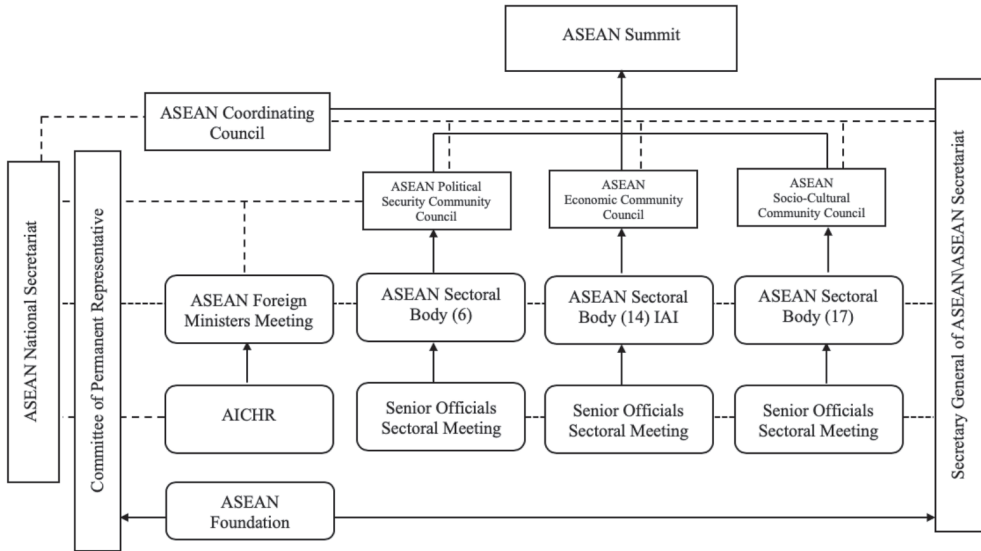 ASEAN Summit
ASEAN Coordinating
Council
ASEAN National Secretariat
Committee of Permanent Representative
Secretary General of ASEAN\ASEAN Secretariat
ASEAN Political
Security Community
Council
ASEAN
Economic Community
Council
ASEAN
Socio-Cultural
Community Council
ASEAN Foreign
Ministers Meeting
ASEAN Sectoral
Body (6)
ASEAN Sectoral
Body (14) IAI
ASEAN Sectoral
Body (17)
AICHR
Senior Officials
Sectoral Meeting
Senior Officials
Sectoral Meeting
Senior Officials
Sectoral Meeting
ASEAN
Foundation